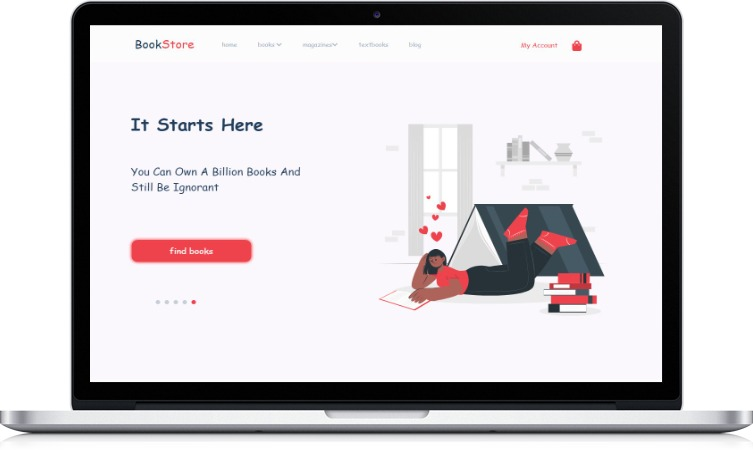 BookStore
home books magazines textbooks blog
My Account
It Starts Here
You Can Own A Billion Books And
Still Be Ignorant
find books